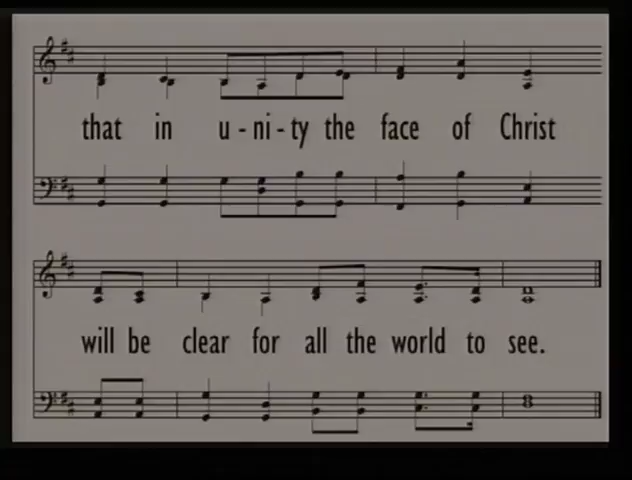 that in u - ni - ty the face of Christ
will be clear for all the world to see.